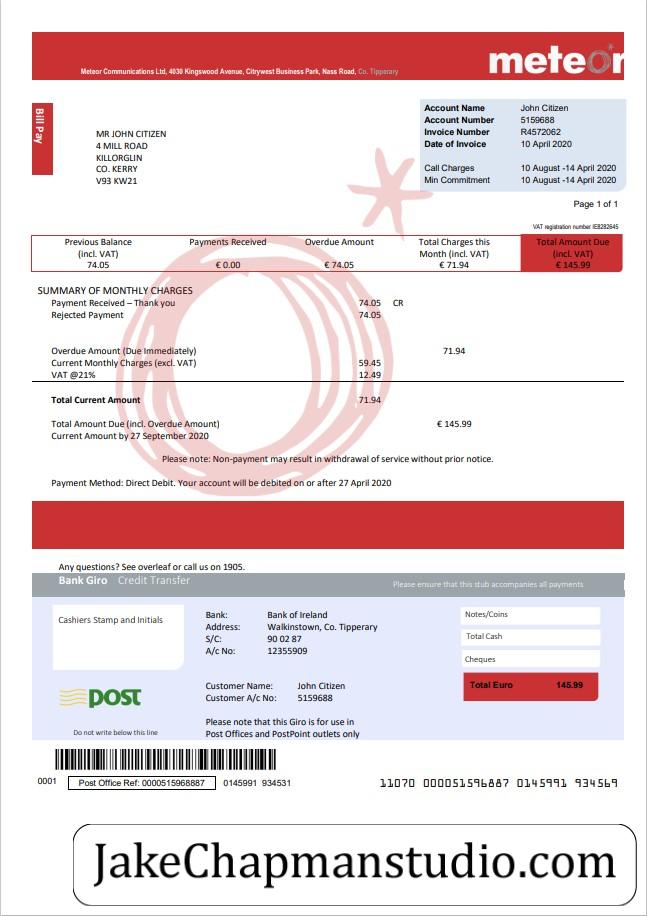 meteor
Meteor Communications Ltd, 4030 Kingswood Avenue, Citrywest Business Park, Nass Road, Co. Tipperary
Bill Pay
MR JOHN CITIZEN
4 MILL ROAD
KILLORGLIN
CO. KERRY
V93 KW21
Account Name John Citizen
Account Number 5159688
Invoice Number R4572062
Date of Invoice 10 April 2020
Call Charges 10 August -14 April 2020
Min Commitment 10 August -14 April 2020
Page 1 of 1
VAT registration number IE8282645
Previous Balance Payments Received Overdue Amount Total Charges this Total Amount Due
(incl. VAT) Month (incl. VAT) (incl. VAT)
74.05 € 0.00 € 74.05 € 71.94 € 145.99
SUMMARY OF MONTHLY CHARGES
Payment Received – Thank you 74.05 CR
Rejected Payment 74.05
Overdue Amount (Due Immediately) 71.94
Current Monthly Charges (excl. VAT) 59.45
VAT @21% 12.49
Total Current Amount 71.94
Total Amount Due (incl. Overdue Amount) € 145.99
Current Amount by 27 September 2020
Please note: Non-payment may result in withdrawal of service without prior notice.
Payment Method: Direct Debit. Your account will be debited on or after 27 April 2020
Any questions? See overleaf or call us on 1905.
Bank Giro Credit Transfer Please ensure that this stub accompanies all payments
Cashiers Stamp and Initials
Bank: Bank of Ireland
Address: Walkinstown, Co. Tipperary
S/C: 90 02 87
A/c No: 12355909
Notes/Coins
Total Cash
Cheques
Total Euro 145.99
post
Customer Name: John Citizen
Customer A/c No: 5159688
Please note that this Giro is for use in
Post Offices and PostPoint outlets only
Do not write below this line
0001 Post Office Ref: 0000515968887 0145991 934531 11070 000051596887 0145991 934569
JakeChapmanstudio.com